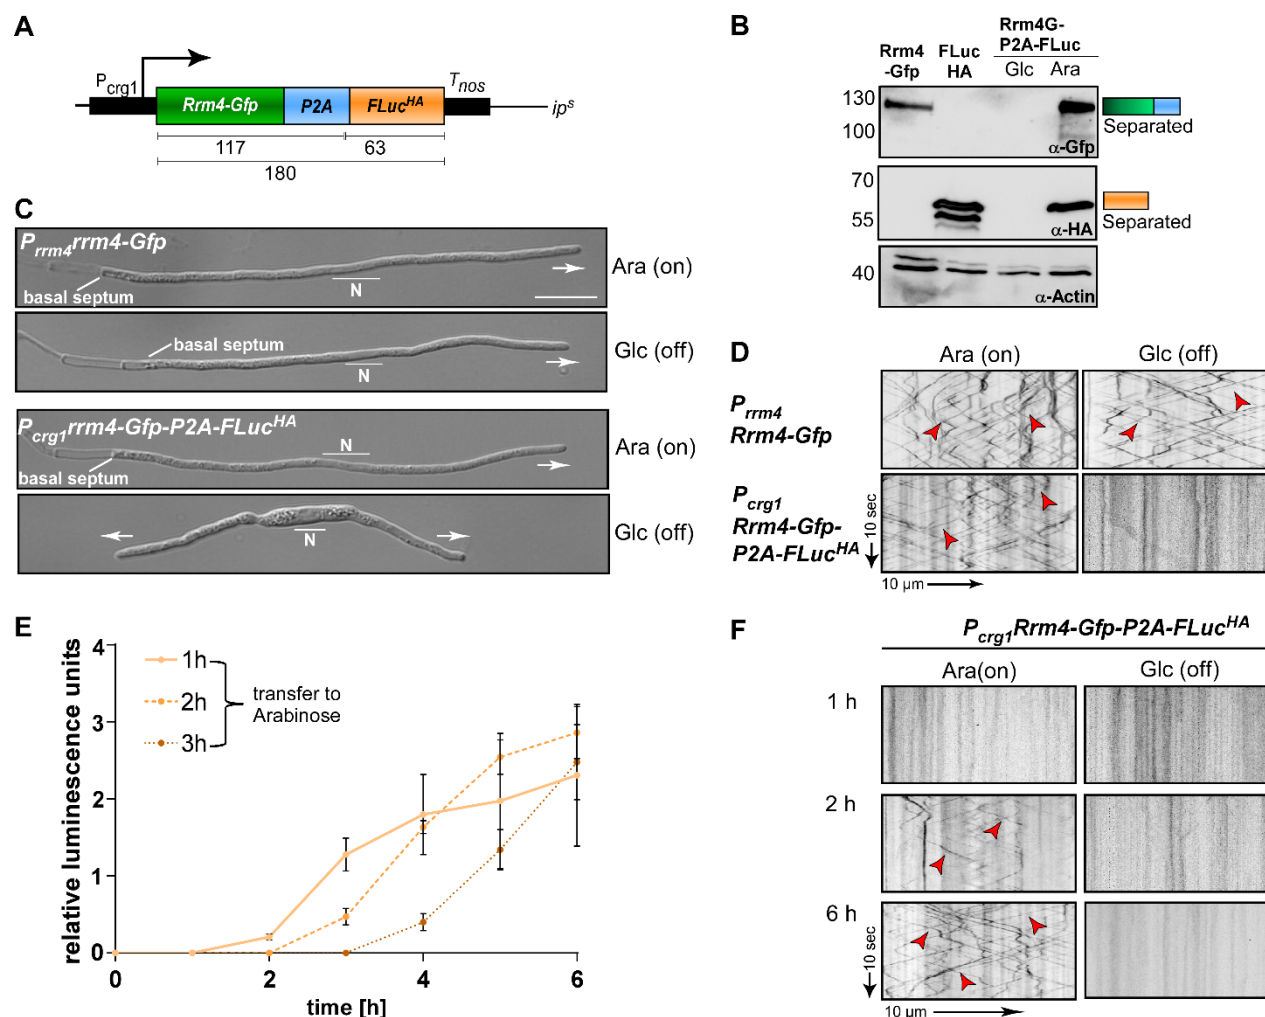 A
Pcrg1
Rrm4-Gfp
P2A
FLucHA
Tnos
ips
117
63
180
B
Rrm4
-Gfp
FLuc
HA
Rrm4G-
P2A-FLuc
Glc
Ara
130
100
α-Gfp
Separated
70
55
α-HA
Separated
40
α-Actin
C
Prrm4rrm4-Gfp
basal septum
N
Ara (on)
basal septum
N
Glc (off)
Pcrg1rrm4-Gfp-P2A-FLucHA
basal septum
N
Ara (on)
N
Glc (off)
D
Ara (on)
Glc (off)
Prrm4
Rrm4-Gfp
Pcrg1
Rrm4-Gfp-
P2A-FLucHA
10 sec
10 µm
E
relative luminescence units
4
3
2
1
0
1h
2h
3h
transfer to
Arabinose
0
2
4
6
time [h]
F
Pcrg1Rrm4-Gfp-P2A-FLucHA
Ara(on)
Glc (off)
1 h
2 h
6 h
10 sec
10 µm